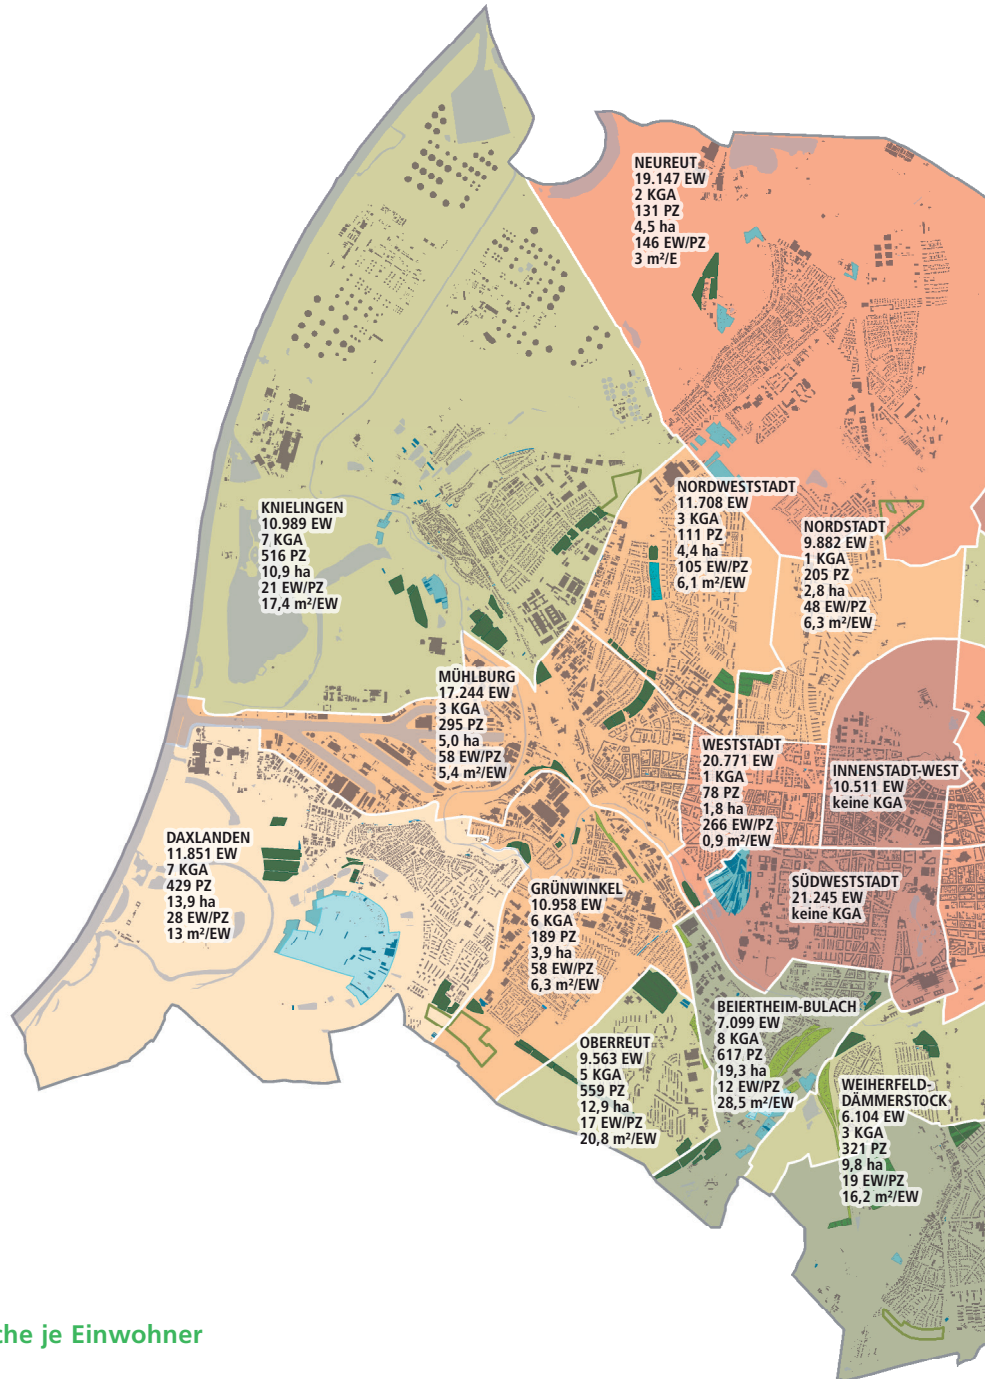 NEUREUT
19.147 EW
2 KGA
131 PZ
4,5 ha
146 EW/PZ
3 m²/E
NORDWESTSTADT
11.708 EW
3 KGA
111 PZ
4,4 ha
105 EW/PZ
6,1 m²/EW
KNIELINGEN
10.989 EW
7 KGA
516 PZ
10,9 ha
21 EW/PZ
17,4 m²/EW
NORDSTADT
9.882 EW
1 KGA
205 PZ
2,8 ha
48 EW/PZ
6,3 m²/EW
MÜHLBURG
17.244 EW
3 KGA
295 PZ
5,0 ha
58 EW/PZ
5,4 m²/EW
WESTSTADT
20.771 EW
1 KGA
78 PZ
1,8 ha
266 EW/PZ
0,9 m²/EW
INNENSTADT-WEST
10.511 EW
keine KGA
DAXLANDEN
11.851 EW
7 KGA
429 PZ
13,9 ha
28 EW/PZ
13 m²/EW
GRÜNWINKEL
10.958 EW
6 KGA
189 PZ
3,9 ha
58 EW/PZ
6,3 m²/EW
SÜDWESTSTADT
21.245 EW
keine KGA
BEIERTHEIM-BULACH
7.099 EW
8 KGA
617 PZ
19,3 ha
12 EW/PZ
28,5 m²/EW
OBERREUT
9.563 EW
5 KGA
559 PZ
12,9 ha
17 EW/PZ
20,8 m²/EW
WEIHERFELD-
DÄMMERSTOCK
6.104 EW
3 KGA
321 PZ
9,8 ha
19 EW/PZ
16,2 m²/EW
che je Einwohner